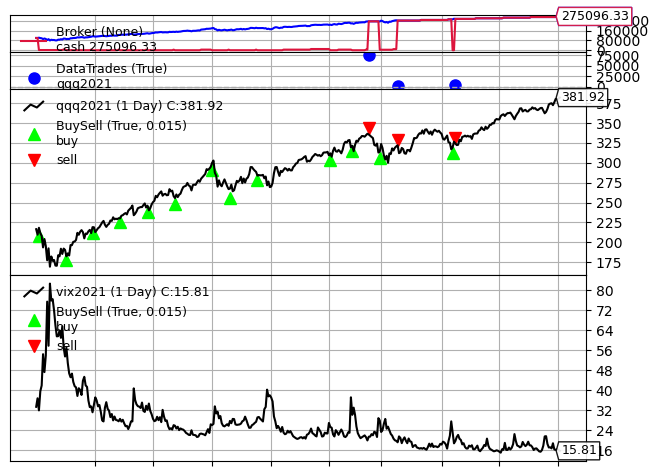 Broker (None)
cash 275096.33
275096.33
160000
80000
0
DataTrades (True)
qqq2021
75000
50000
25000
0
qqq2021 (1 Day) C:381.92
BuySell (True, 0.015)
buy
sell
381.92
375
350
325
300
275
250
225
200
175
vix2021 (1 Day) C:15.81
BuySell (True, 0.015)
buy
sell
80
72
64
56
48
40
32
24
16
15.81